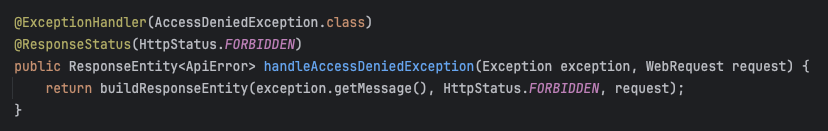 @ExceptionHandler(AccessDeniedException.class)
@ResponseStatus(HttpStatus.FORBIDDEN)
public ResponseEntity<ApiError> handleAccessDeniedException(Exception exception, WebRequest request) {
    return buildResponseEntity(exception.getMessage(), HttpStatus.FORBIDDEN, request);
}